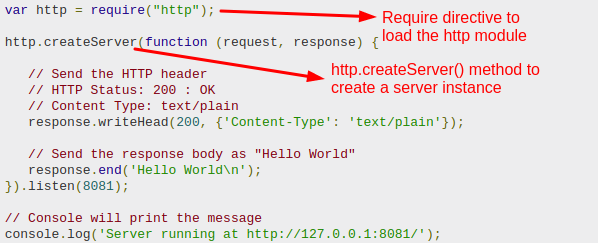 var http = require("http");
Require directive to
load the http module
http.createServer(function (request, response) {
http.createServer() method to
create a server instance
// Send the HTTP header
// HTTP Status: 200 : OK
// Content Type: text/plain
response.writeHead(200, {'Content-Type': 'text/plain'});
// Send the response body as "Hello World"
response.end('Hello World\n');
}).listen(8081);
// Console will print the message
console.log('Server running at http://127.0.0.1:8081/');